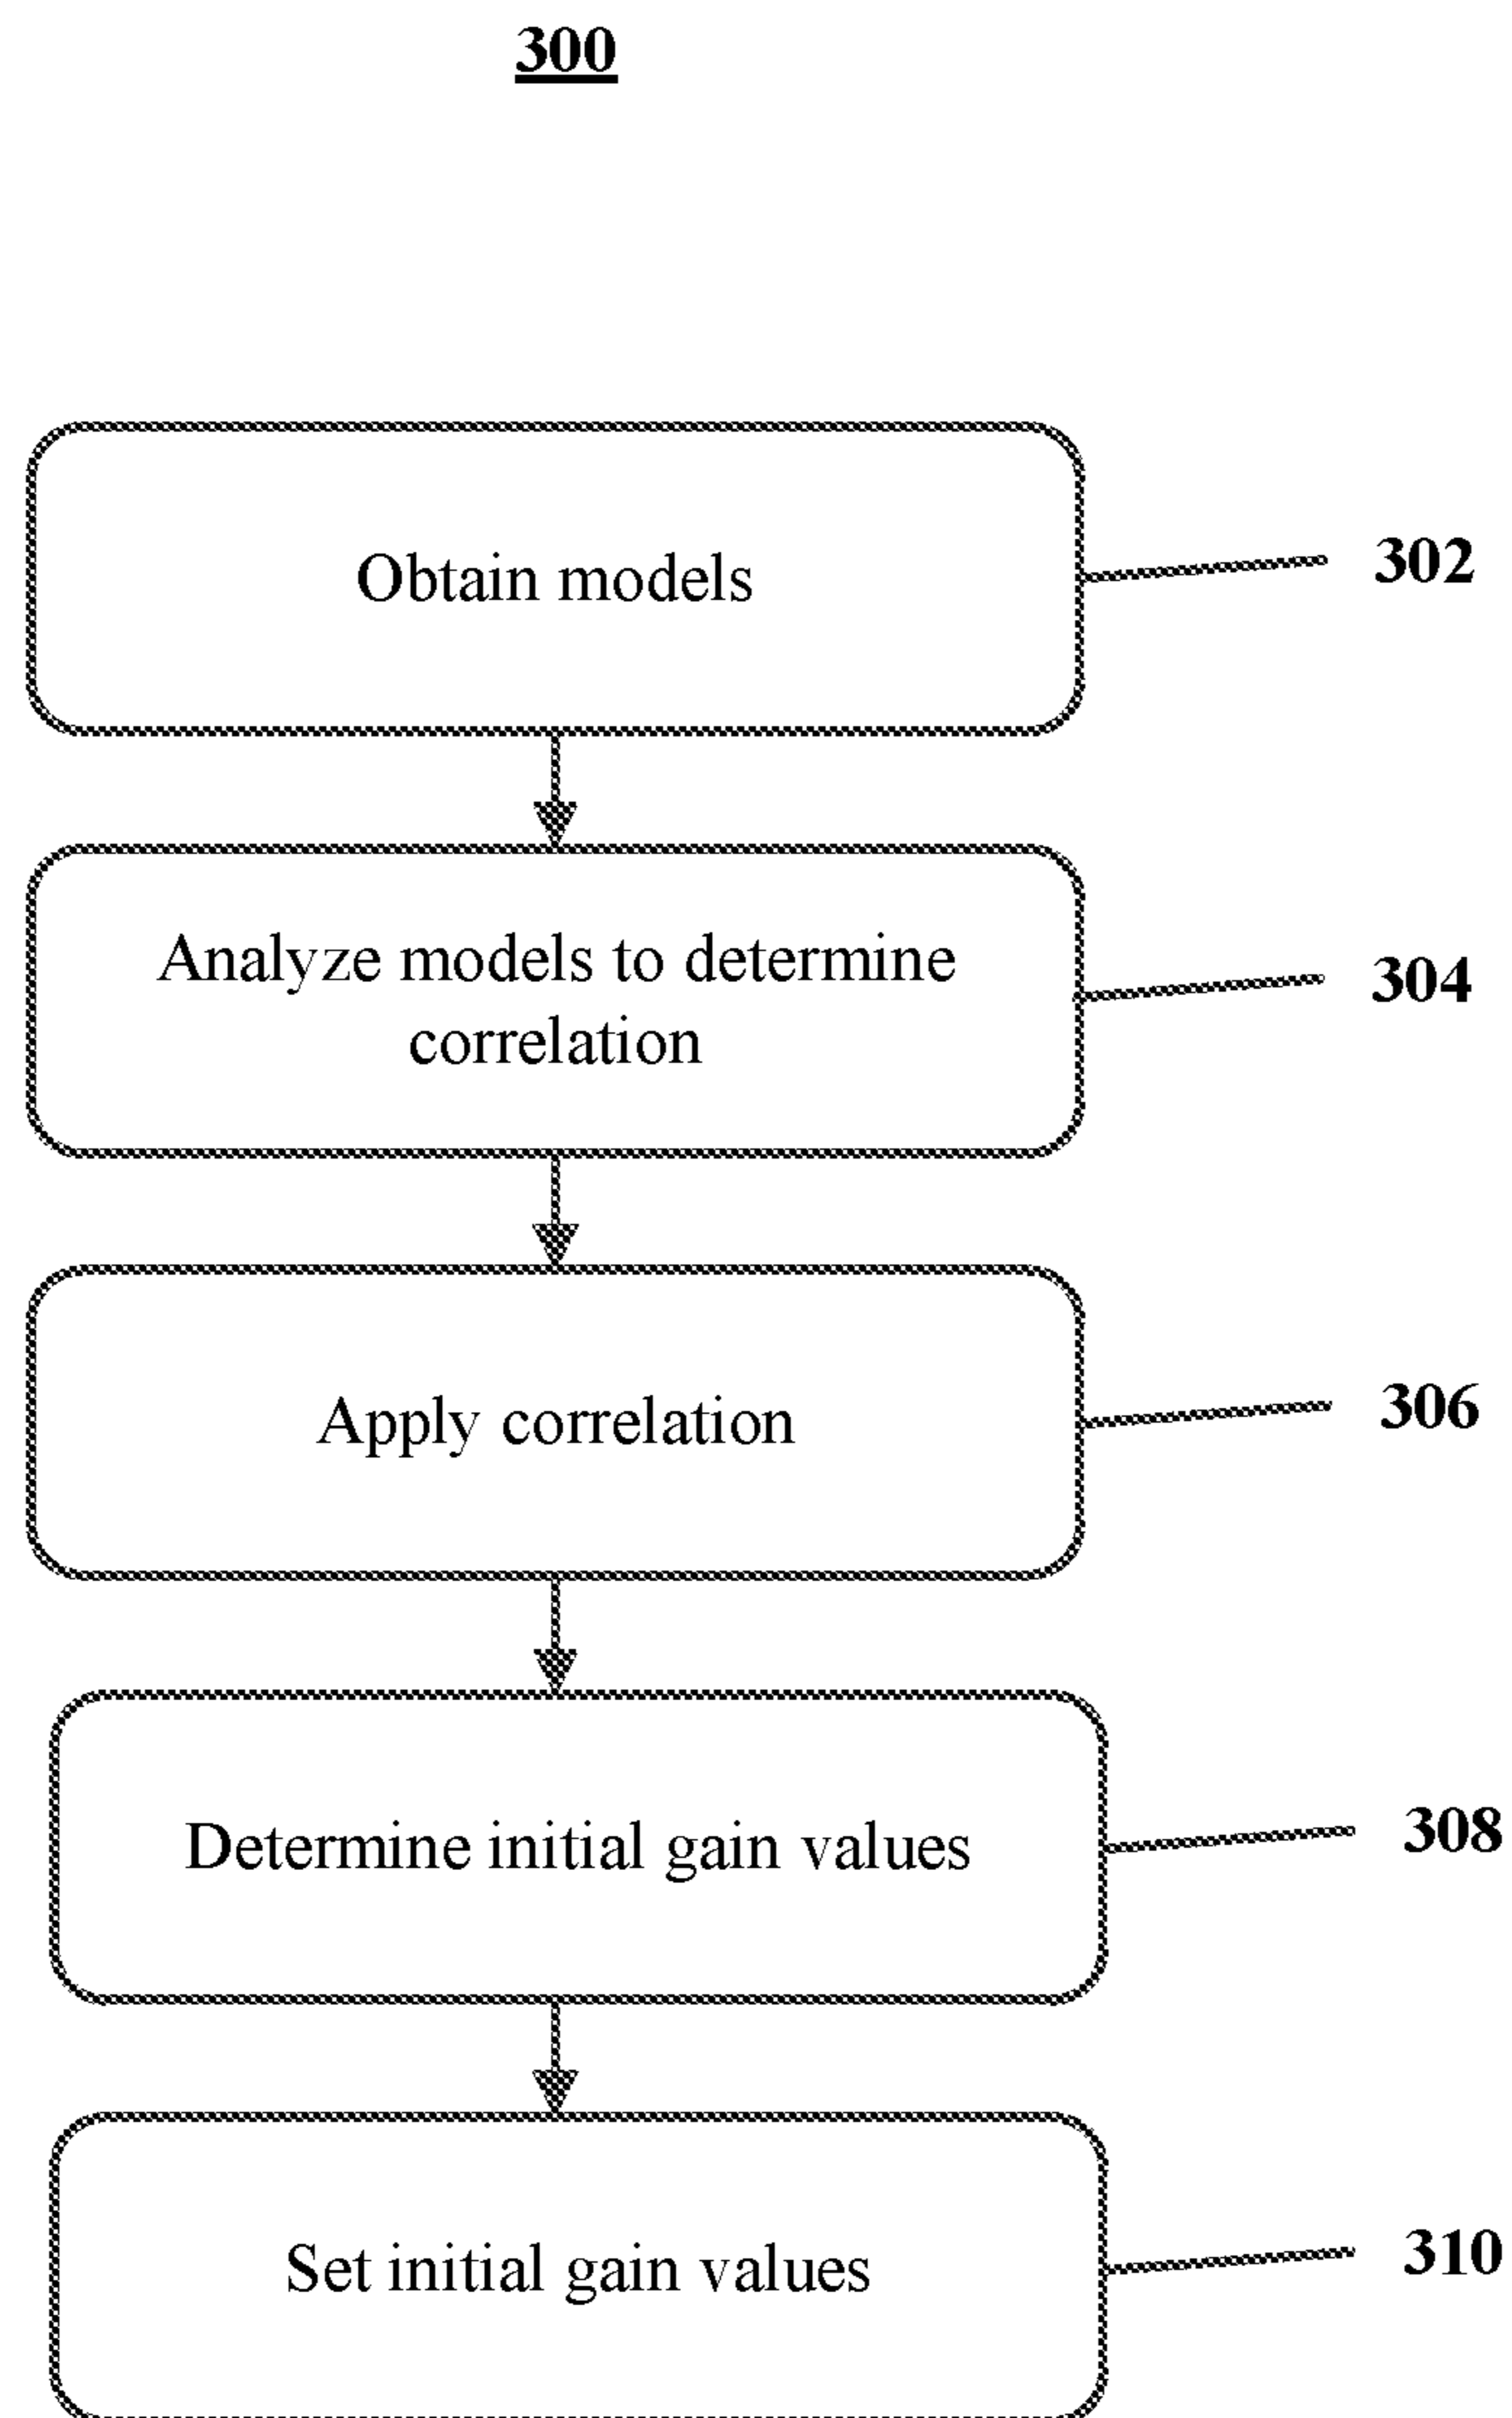 300
Obtain models
302
Analyze models to determine
correlation
304
Apply correlation
306
Determine initial gain values
308
Set initial gain values
310